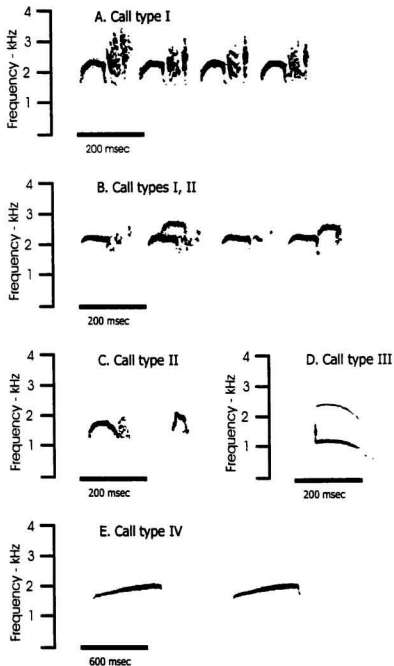 A. Call type I
Frequency - kHz
4
3
2
1
200 msec
B. Call types I, II
Frequency - kHz
4
3
2
1
200 msec
C. Call type II
Frequency - kHz
4
3
2
1
200 msec
D. Call type III
Frequency - kHz
4
3
2
1
200 msec
E. Call type IV
Frequency - kHz
4
3
2
1
600 msec